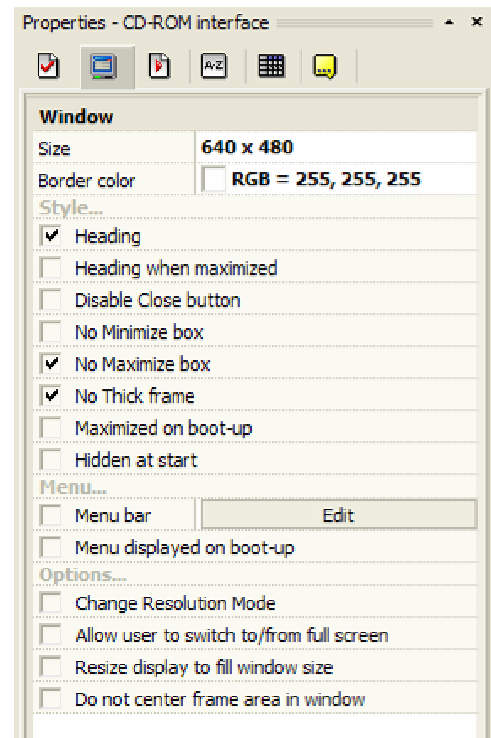 Properties - CD-ROM interface
A-Z
Window
Size 640 x 480
Border color RGB = 255, 255, 255
Style...
Heading
Heading when maximized
Disable Close button
No Minimize box
No Maximize box
No Thick frame
Maximized on boot-up
Hidden at start
Menu...
Menu bar Edit
Menu displayed on boot-up
Options...
Change Resolution Mode
Allow user to switch to/from full screen
Resize display to fill window size
Do not center frame area in window